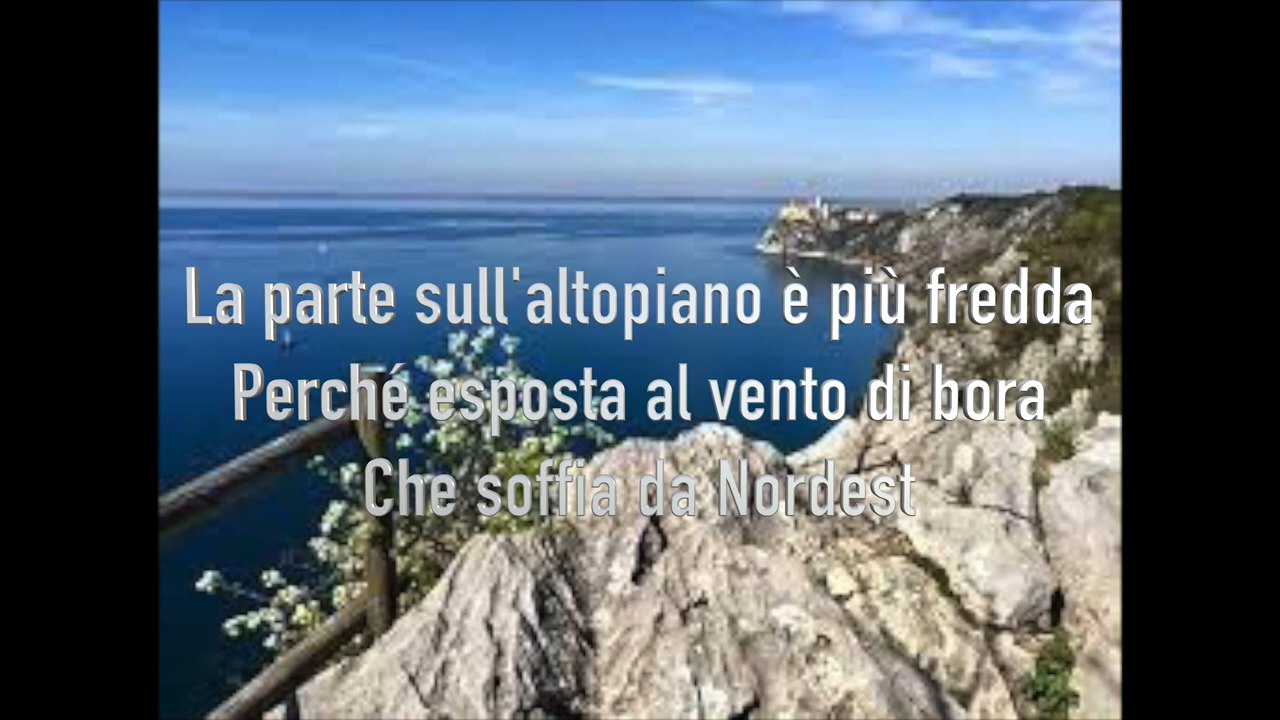 La parte sull'altopiano è più fredda
Perché esposta al vento di bora
Che soffia da Nordest